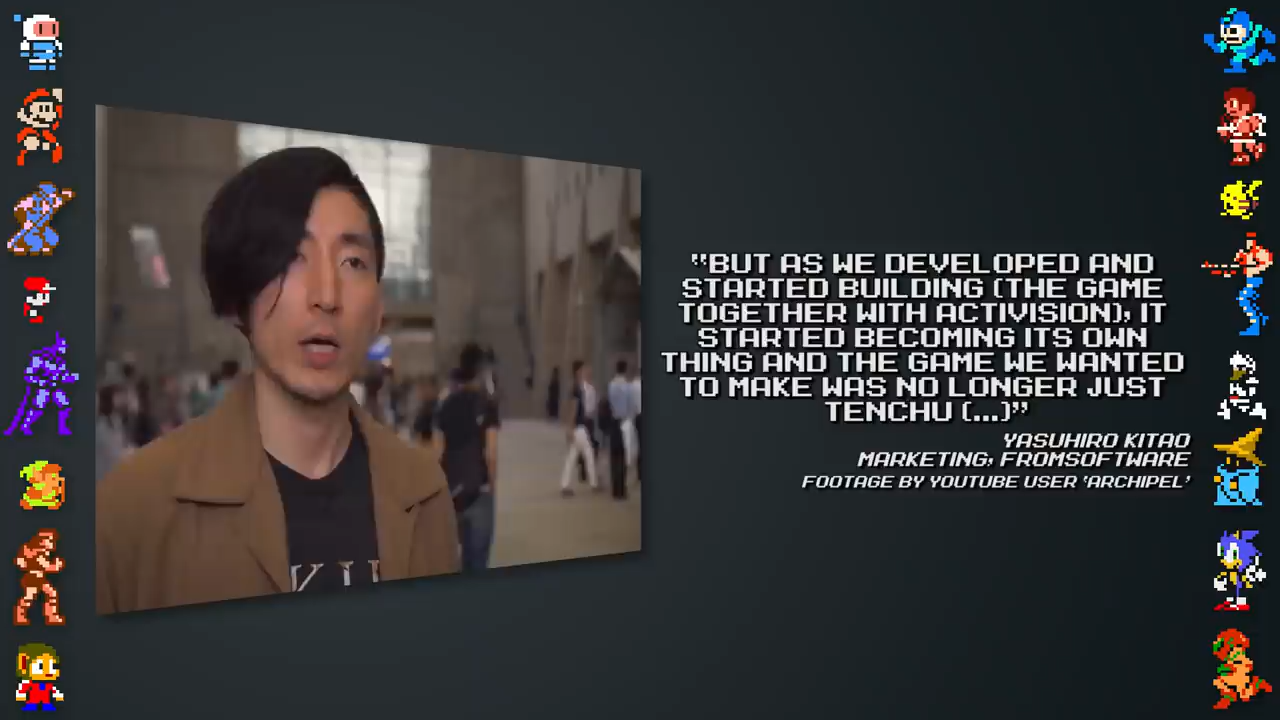 "BUT AS WE DEVELOPED AND
STARTED BUILDING (THE GAME
TOGETHER WITH ACTIVISION), IT
STARTED BECOMING ITS OWN
THING AND THE GAME WE WANTED
TO MAKE WAS NO LONGER JUST
TENCHU (...)"
YASUHIRO KITAO
MARKETING, FROMSOFTWARE
FOOTAGE BY YOUTUBE USER 'ARCHIPEL'